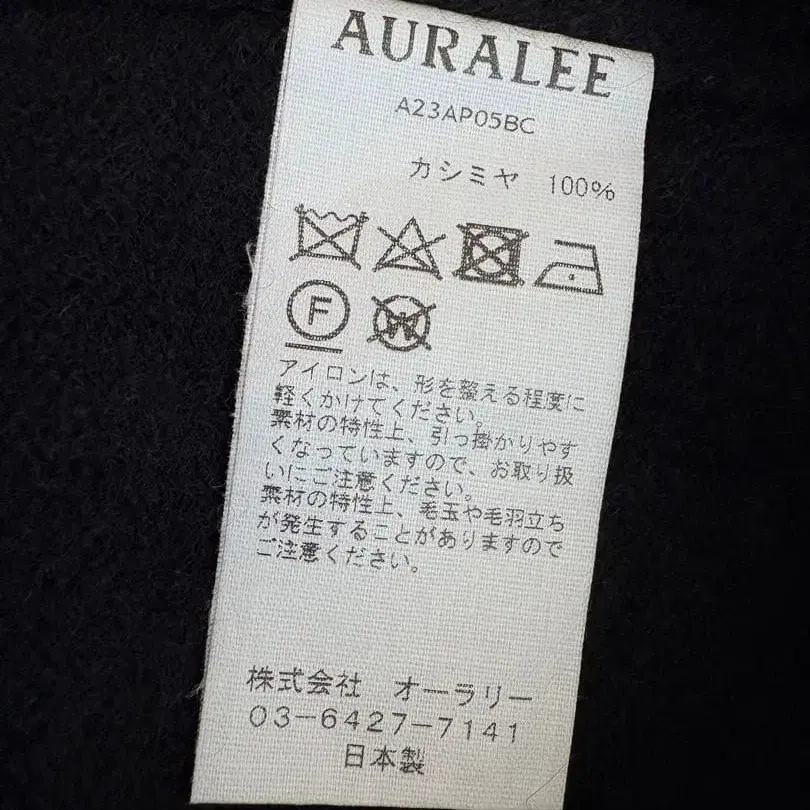 AURALEE
A23AP05BC
カシミヤ 100%
F
W
アイロンは、形を整える程度に
軽くかけてください。
素材の特性上、引っ掛かりやす
くなっていますので、お取り扱
いにご注意ください。
素材の特性上、毛玉や毛羽立ち
が発生することがありますので
ご注意ください。
株式会社 オーラリー
03-6427-7141
日本製